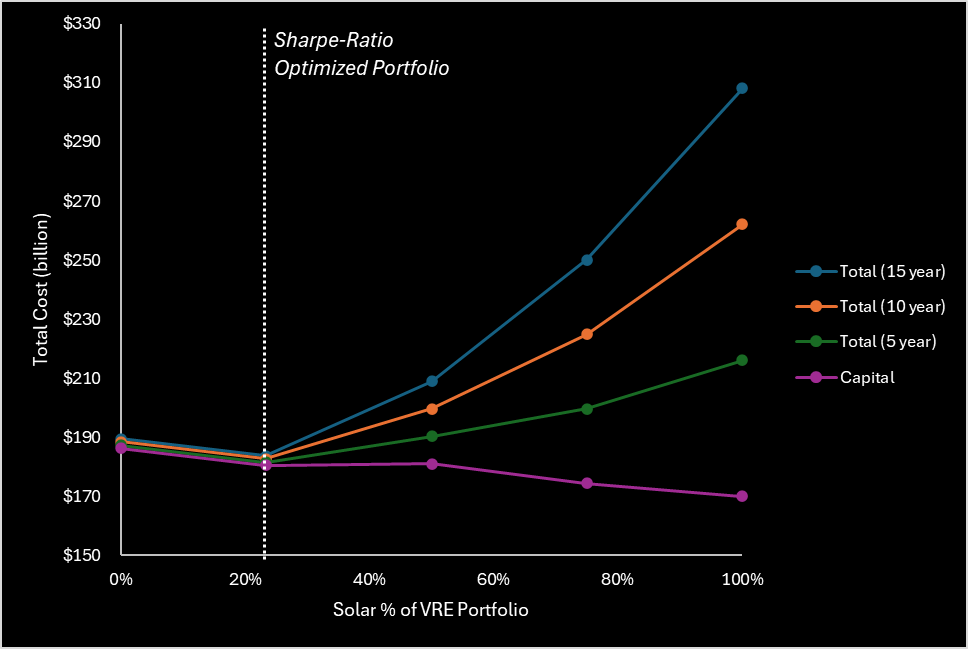 $330
$310
$290
$270
$250
$230
$210
$190
$170
$150
Total Cost (billion)
Sharpe-Ratio
Optimized Portfolio
0%
20%
40%
60%
80%
100%
Solar % of VRE Portfolio
Total (15 year)
Total (10 year)
Total (5 year)
Capital